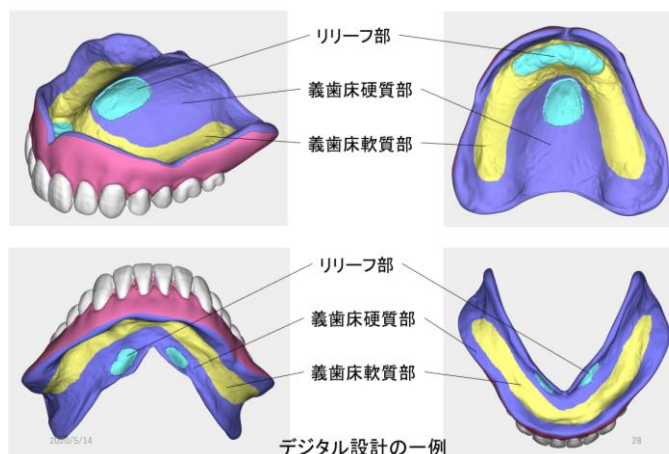 リリーフ部
義歯床硬質部
義歯床軟質部
リリーフ部
義歯床硬質部
義歯床軟質部
2020/5/14
デジタル設計の一例
28